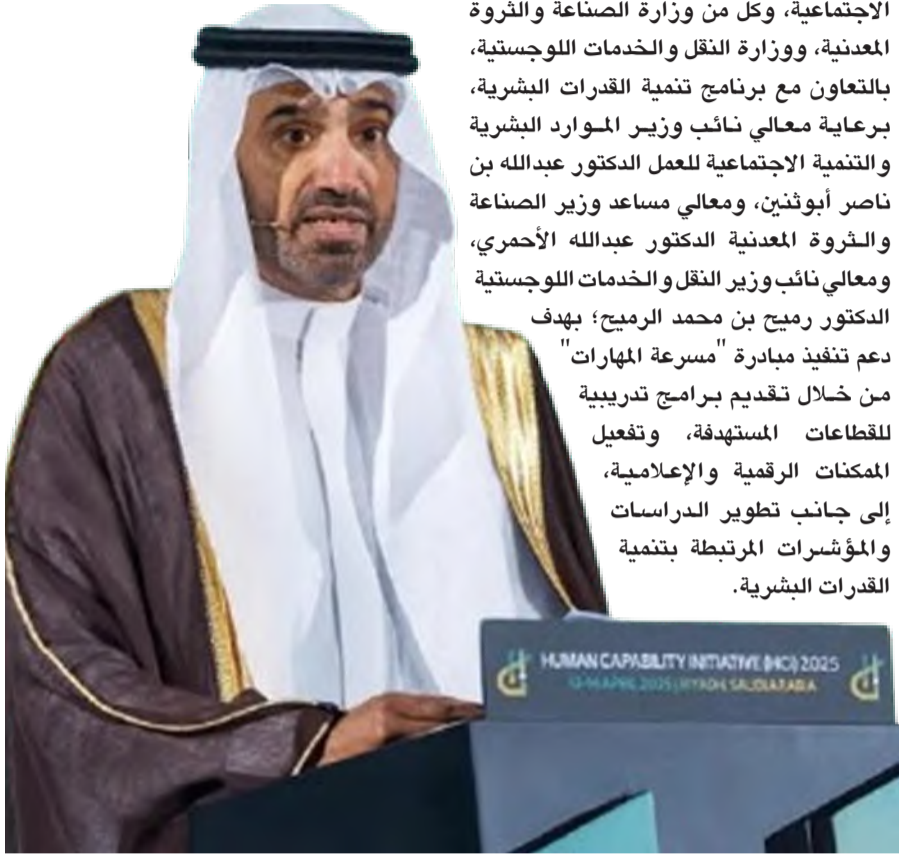 الاجتماعية، وكل من وزارة الصناعة والثروة
المعدنية، ووزارة النقل والخدمات اللوجستية،
بالتعاون مع برنامج تنمية القدرات البشرية،
برعاية معالي نائب وزير الموارد البشرية
والتنمية الاجتماعية للعمل الدكتور عبدالله بن
ناصر أبوثنين، ومعالي مساعد وزير الصناعة
والثروة المعدنية الدكتور عبدالله الأحمري،
ومعالي نائب وزير النقل والخدمات اللوجستية
الدكتور رميح بن محمد الرميح؛ بهدف
دعم تنفيذ مبادرة "مسرعة المهارات"
من خلال تقديم برامج تدريبية
للقطاعات المستهدفة، وتفعيل
الممكنات الرقمية والإعلامية،
إلى جانب تطوير الدراسات
والمؤشرات المرتبطة بتنمية
القدرات البشرية.
HUMAN CAPABILITY INITIATIVE (HCI) 2025
13-14 APRIL 2025 | RIYADH, SAUDI ARABIA